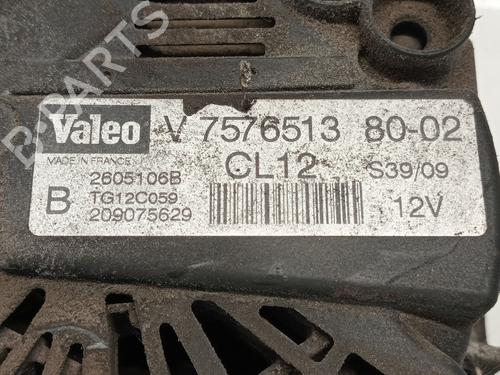 B-PARTS
Valeo V 7576513 80-02
MADE IN FRANCE CL12 S39/09
2605106B
B TG12C059 12V
209075629